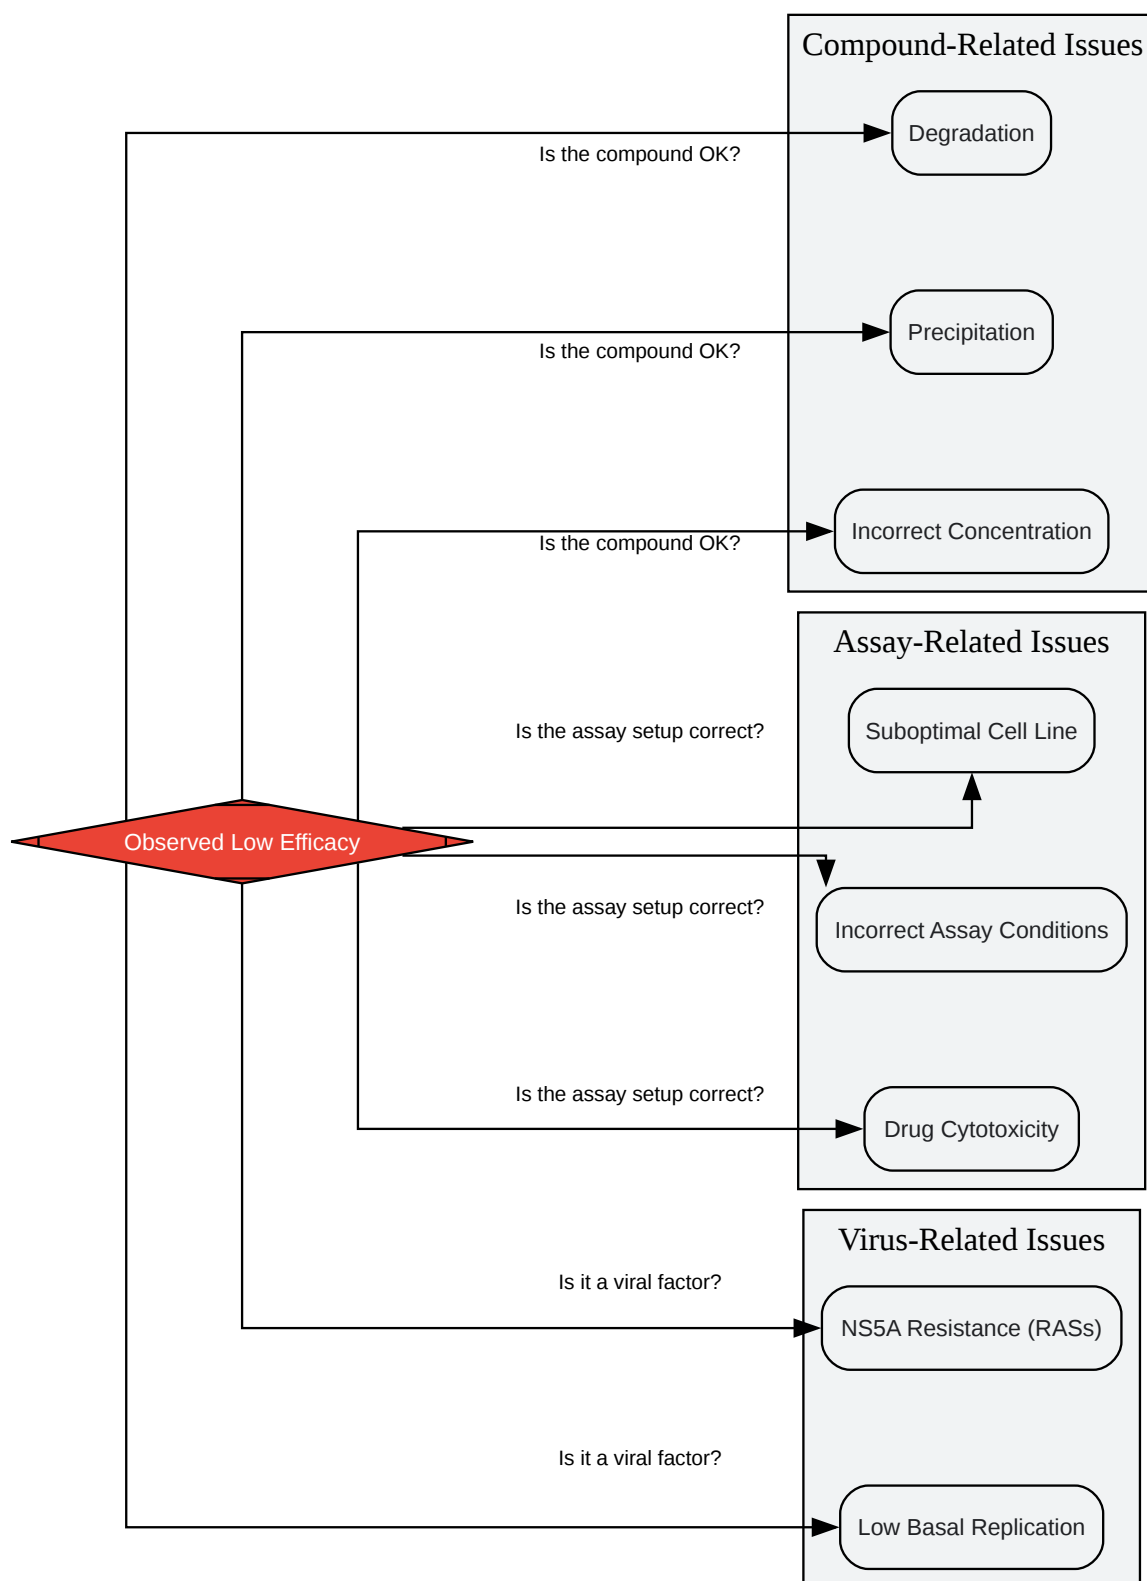 Compound-Related Issues
Degradation
Is the compound OK?
Precipitation
Is the compound OK?
Incorrect Concentration
Is the compound OK?
Assay-Related Issues
Is the assay setup correct?
Suboptimal Cell Line
Observed Low Efficacy
Is the assay setup correct?
Incorrect Assay Conditions
Is the assay setup correct?
Drug Cytotoxicity
Virus-Related Issues
Is it a viral factor?
NS5A Resistance (RASs)
Is it a viral factor?
Low Basal Replication